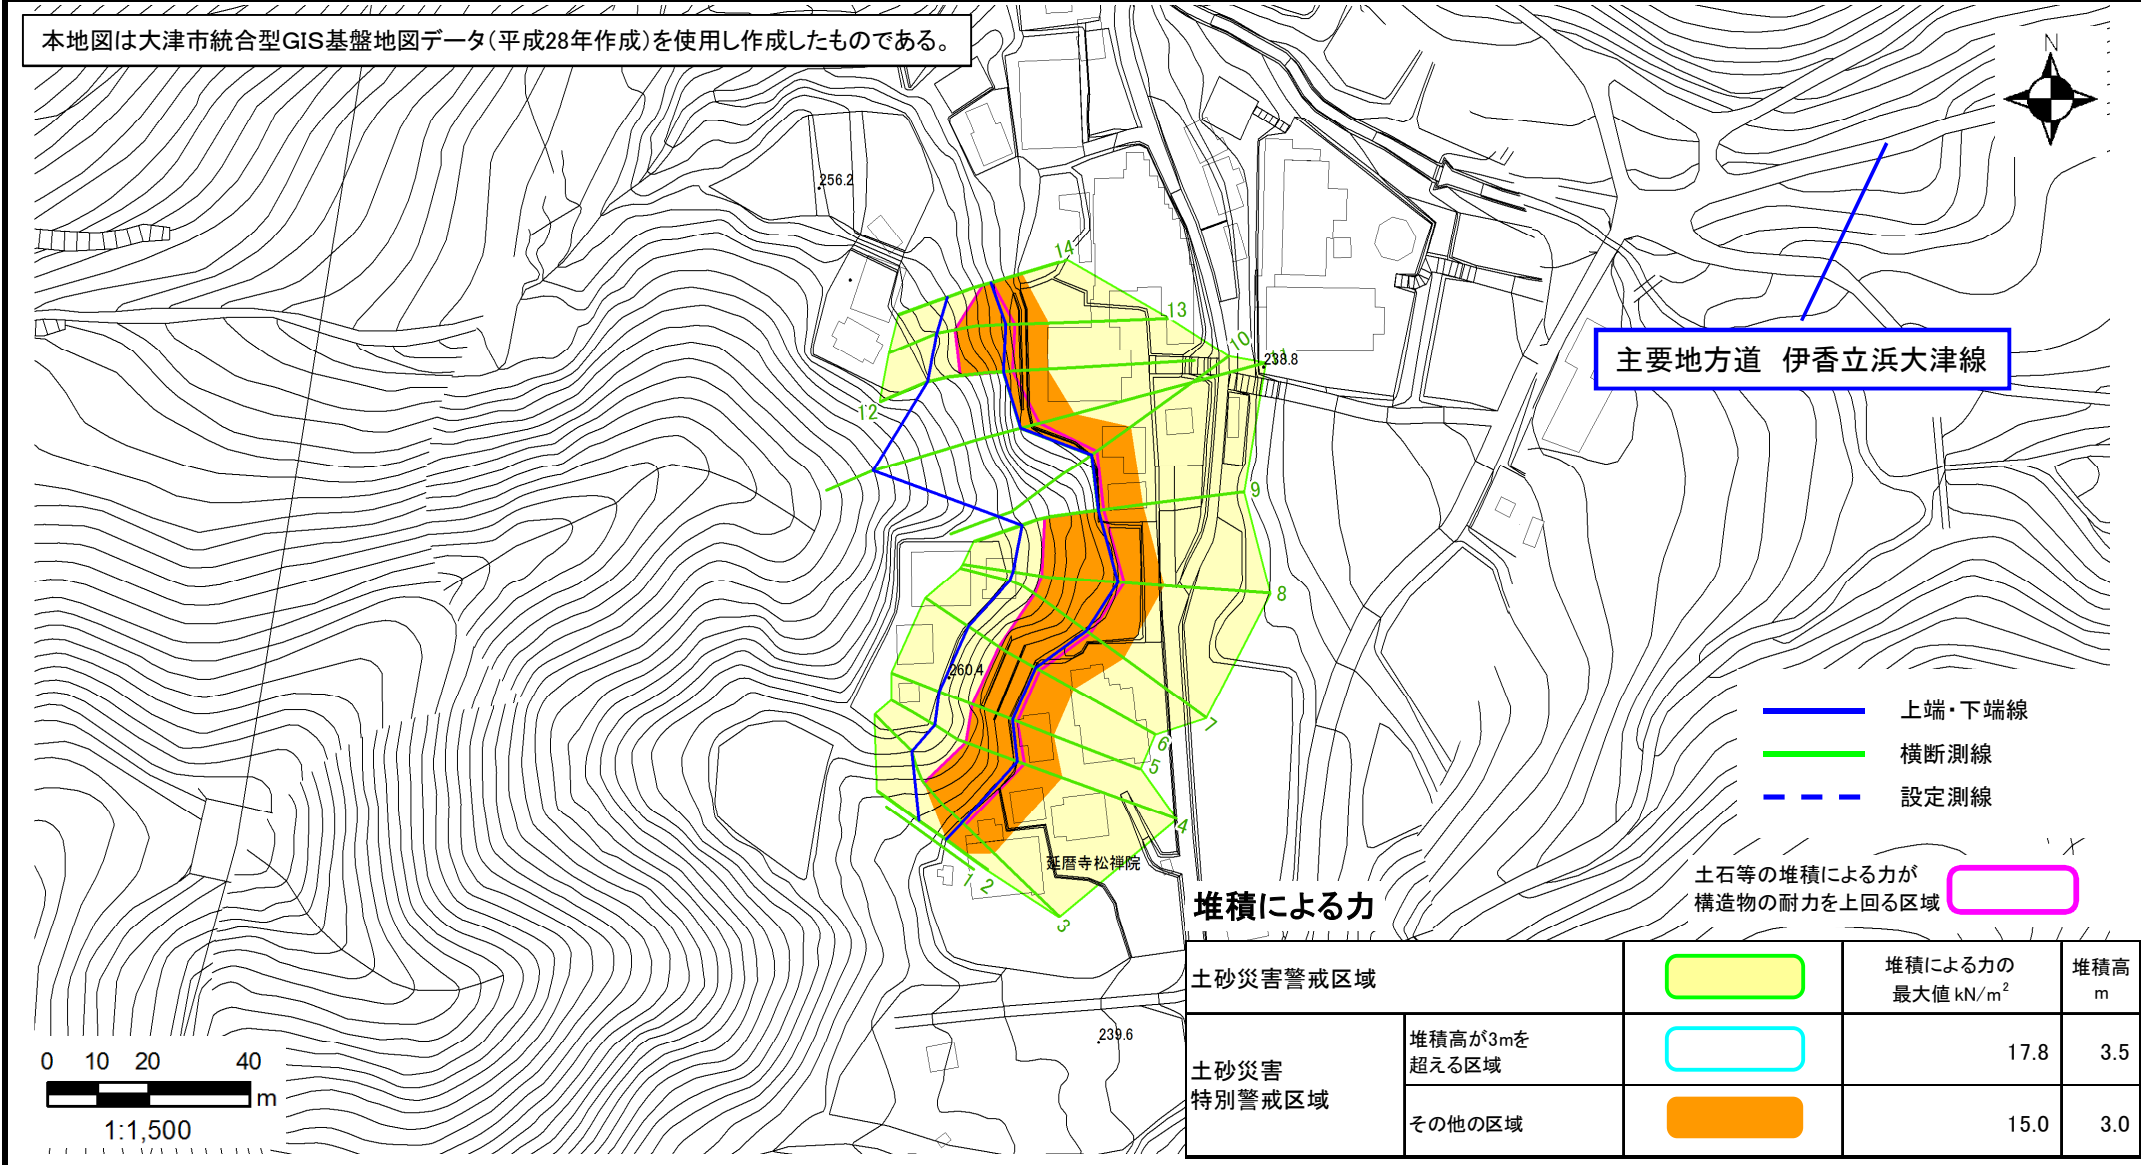 本地図は大津市統合型GIS基盤地図データ(平成28年作成)を使用し作成したものである。
N
256.2
14
13
10
238.8
12
主要地方道 伊香立浜大津線
9
8
260.4
7
6
5
4
延暦寺松禅院
1
2
3
上端・下端線
横断測線
設定測線
土石等の堆積による力が
構造物の耐力を上回る区域
堆積による力
土砂災害警戒区域
堆積による力の
最大値 kN/m²
堆積高
m
土砂災害
特別警戒区域
堆積高が3mを
超える区域
17.8
3.5
その他の区域
15.0
3.0
239.6
0 10 20 40
m
1:1,500